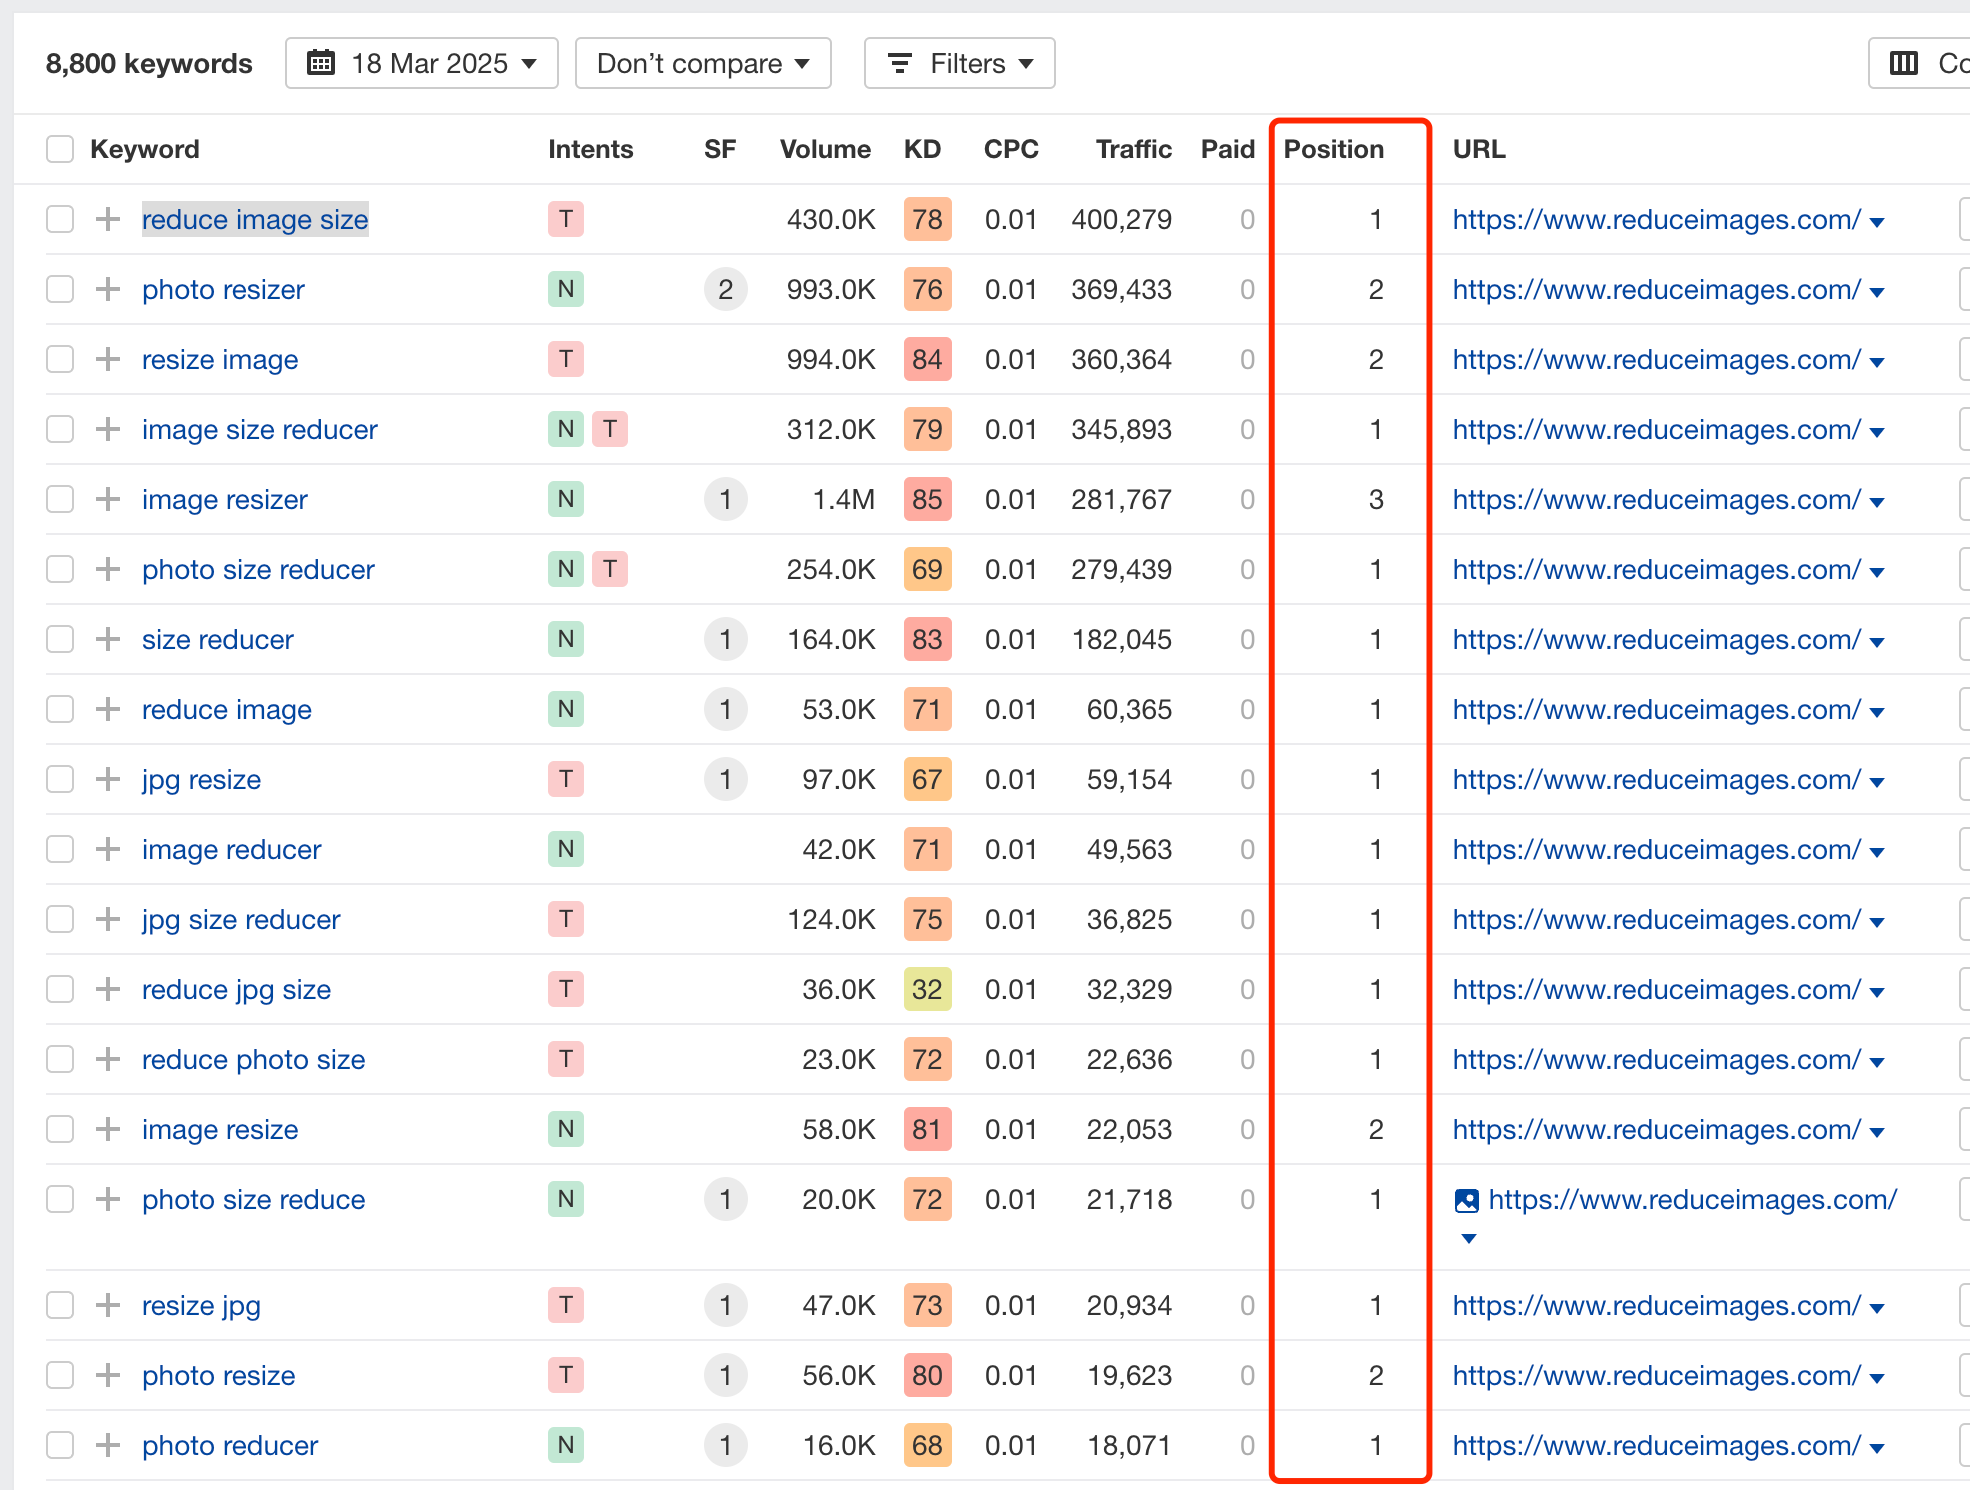 8,800 keywords 18 Mar 2025 Don't compare Filters Co
Keyword Intents SF Volume KD CPC Traffic Paid Position URL
reduce image size T 430.0K 78 0.01 400,279 0 1 https://www.reduceimages.com/
photo resizer N 2 993.0K 76 0.01 369,433 0 2 https://www.reduceimages.com/
resize image T 994.0K 84 0.01 360,364 0 2 https://www.reduceimages.com/
image size reducer N T 312.0K 79 0.01 345,893 0 1 https://www.reduceimages.com/
image resizer N 1 1.4M 85 0.01 281,767 0 3 https://www.reduceimages.com/
photo size reducer N T 254.0K 69 0.01 279,439 0 1 https://www.reduceimages.com/
size reducer N 1 164.0K 83 0.01 182,045 0 1 https://www.reduceimages.com/
reduce image N 1 53.0K 71 0.01 60,365 0 1 https://www.reduceimages.com/
jpg resize T 1 97.0K 67 0.01 59,154 0 1 https://www.reduceimages.com/
image reducer N 42.0K 71 0.01 49,563 0 1 https://www.reduceimages.com/
jpg size reducer T 124.0K 75 0.01 36,825 0 1 https://www.reduceimages.com/
reduce jpg size T 36.0K 32 0.01 32,329 0 1 https://www.reduceimages.com/
reduce photo size T 23.0K 72 0.01 22,636 0 1 https://www.reduceimages.com/
image resize N 58.0K 81 0.01 22,053 0 2 https://www.reduceimages.com/
photo size reduce N 1 20.0K 72 0.01 21,718 0 1 https://www.reduceimages.com/
resize jpg T 1 47.0K 73 0.01 20,934 0 1 https://www.reduceimages.com/
photo resize T 1 56.0K 80 0.01 19,623 0 2 https://www.reduceimages.com/
photo reducer N 1 16.0K 68 0.01 18,071 0 1 https://www.reduceimages.com/